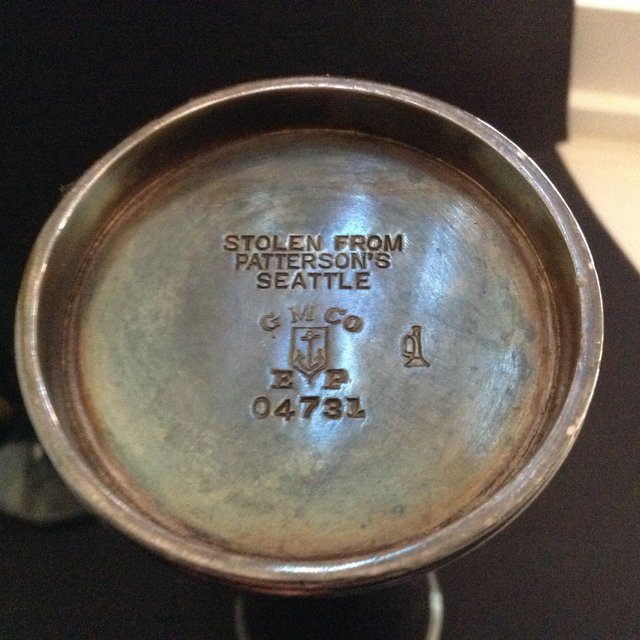 STOLEN FROM
PATTERSON'S
SEATTLE
G M CO
E P
04731